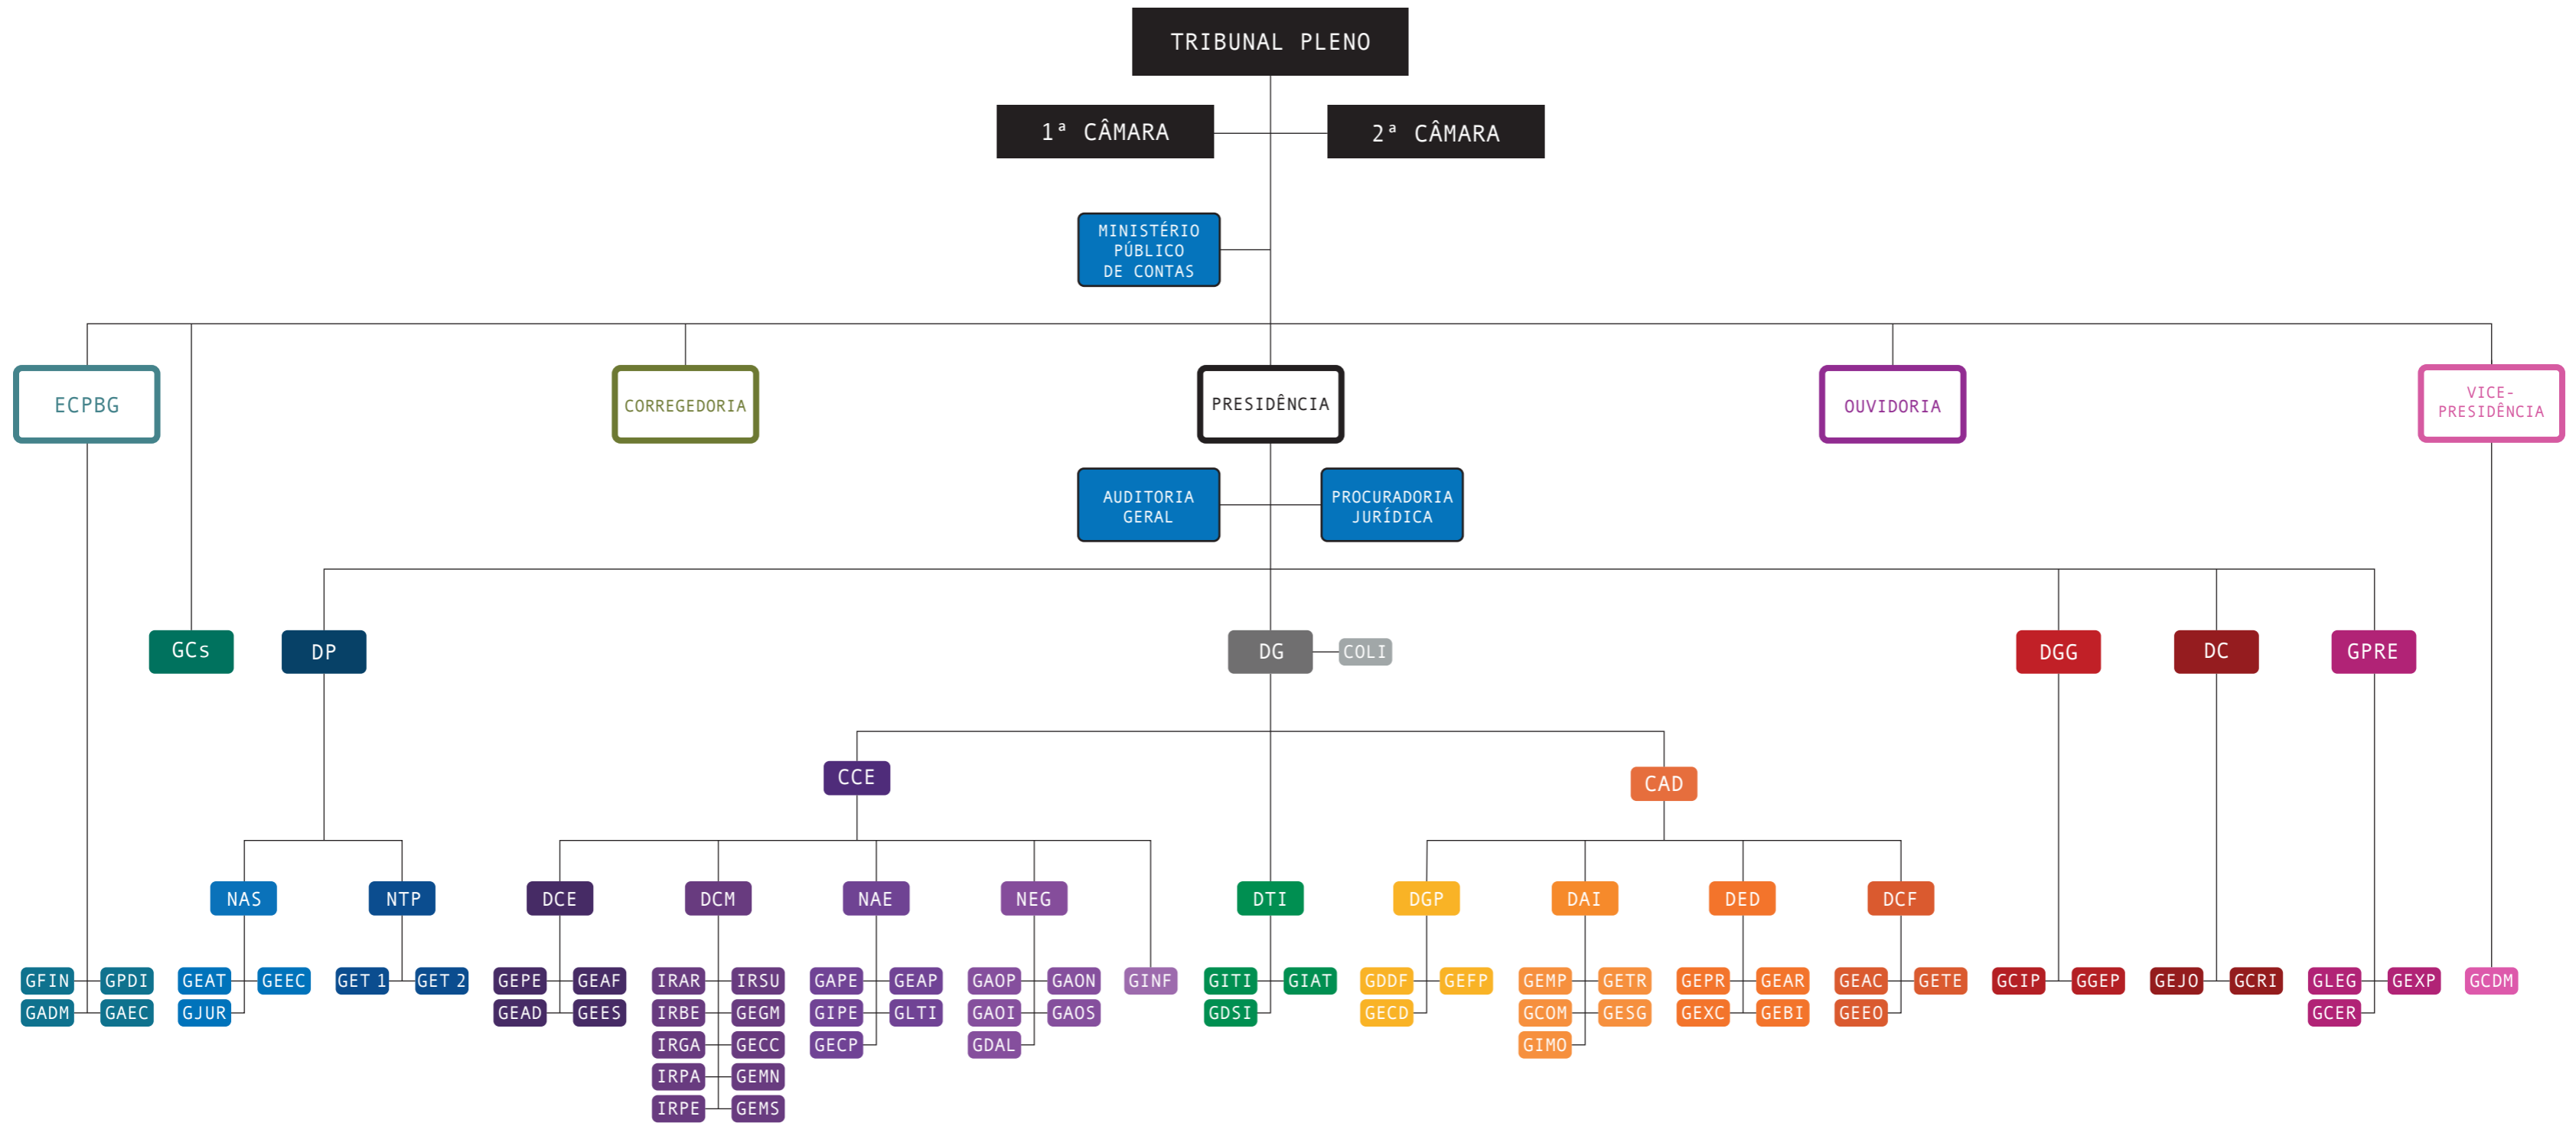 TRIBUNAL PLENO
1ª CÂMARA
2ª CÂMARA
MINISTÉRIO
PÚBLICO
DE CONTAS
ECPBG
CORREGEDORIA
PRESIDÊNCIA
OUVIDORIA
VICE-
PRESIDÊNCIA
AUDITORIA
GERAL
PROCURADORIA
JURÍDICA
GCs
DP
DG
COLI
DGG
DC
GPRE
CCE
CAD
NAS
NTP
DCE
DCM
NAE
NEG
DTI
DGP
DAI
DED
DCF
GFIN
GPDI
GEAT
GEEC
GET 1
GET 2
GEPE
GEAF
IRAR
IRSU
GAPE
GEAP
GAOP
GAON
GINF
GITI
GIAT
GDDF
GEFP
GEMP
GETR
GEPR
GEAR
GEAC
GETE
GCIP
GGEP
GEJO
GCRI
GLEG
GEXP
GCDM
GADM
GAEC
GJUR
GEAD
GEES
IRBE
GEGM
GIPE
GLTI
GAOI
GAOS
GDSI
GECD
GCOM
GESG
GEXC
GEBI
GEEO
GCER
IRGA
GECC
GECP
GDAL
GIMO
IRPA
GEMN
IRPE
GEMS